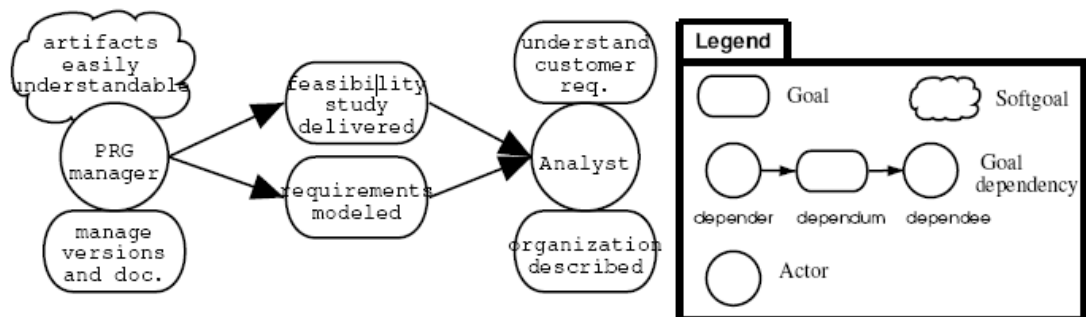 artifacts
easily
understandable
PRG
manager
manage
versions
and doc.
feasibility
study
delivered
requirements
modeled
understand
customer
req.
Analyst
organization
described
Legend
Goal
Softgoal
Goal
dependency
depender
dependum
dependee
Actor